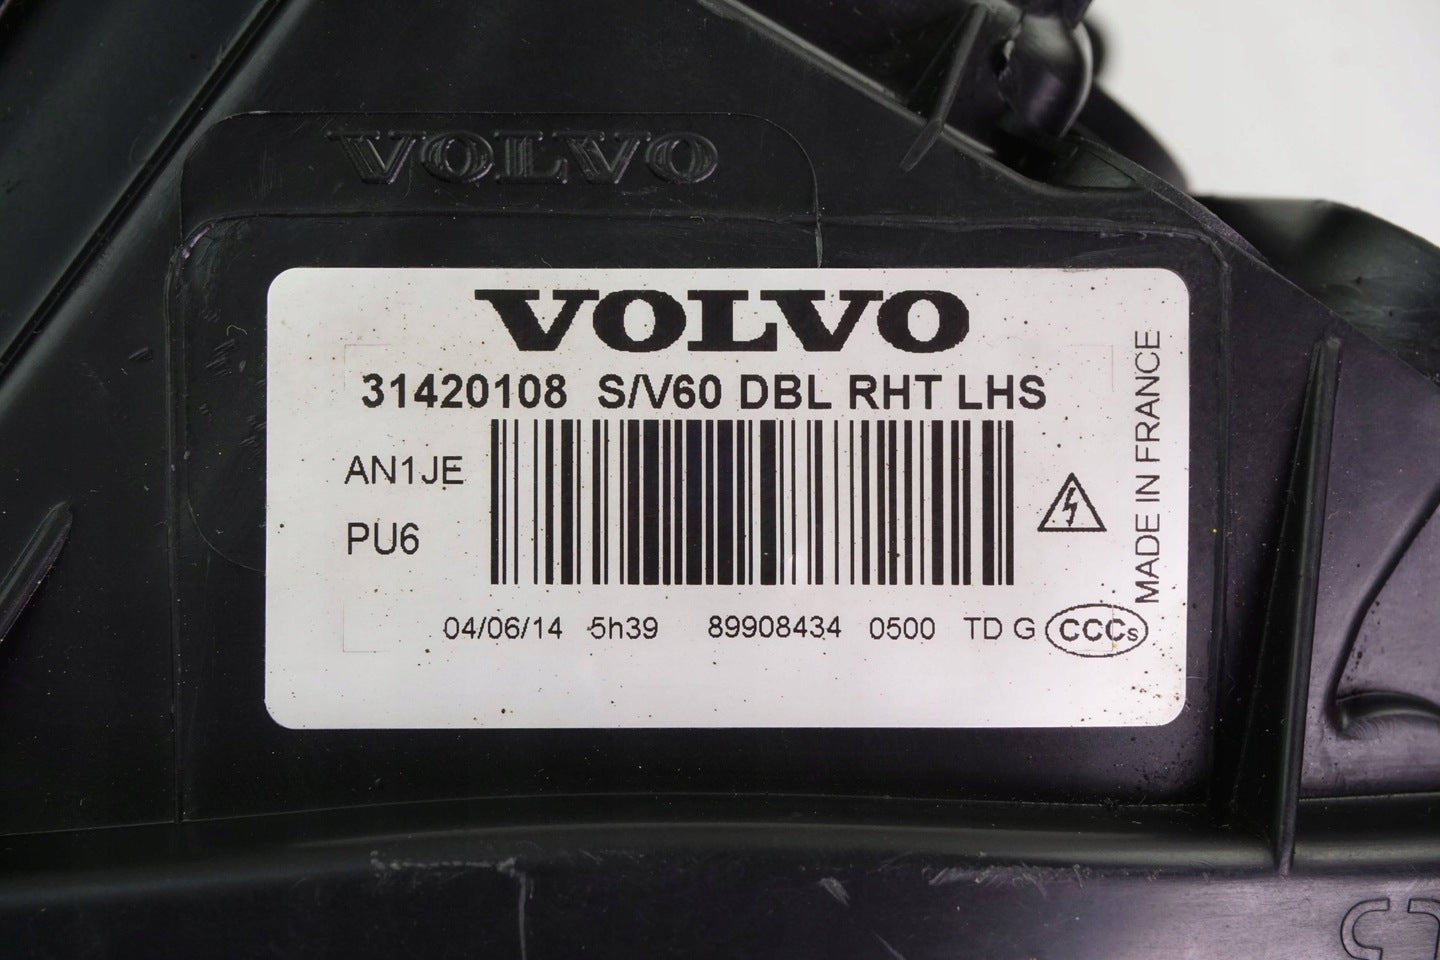 VOLVO
VOLVO
31420108 S/V60 DBL RHT LHS
AN1JE
PU6
MADE IN FRANCE
04/06/14 5h39 89908434 0500 TD G CCCs